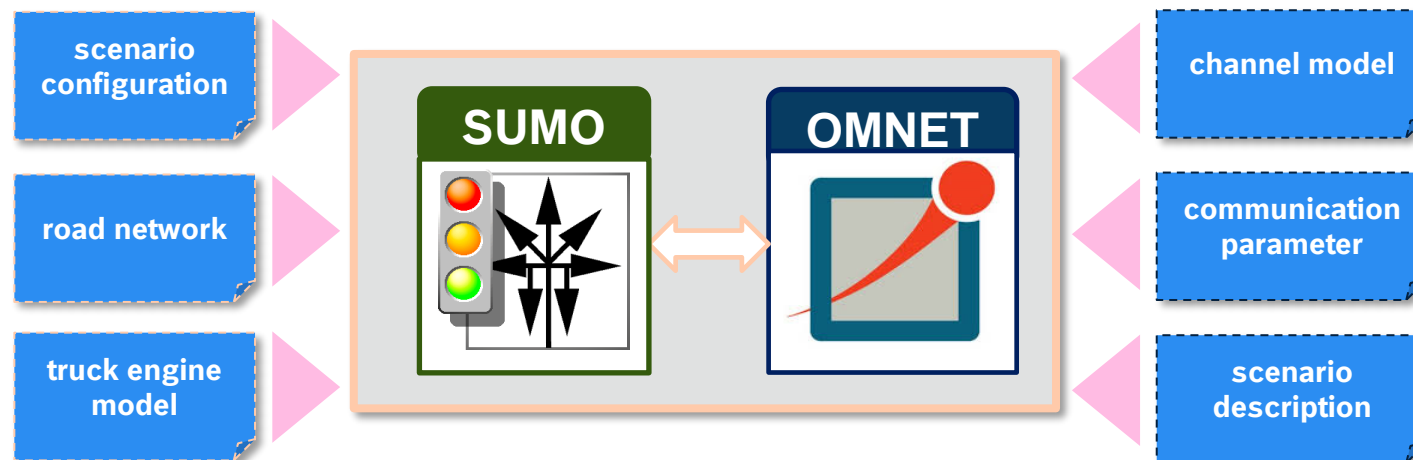 scenario
configuration
road network
truck engine
model
SUMO
OMNET
channel model
communication
parameter
scenario
description